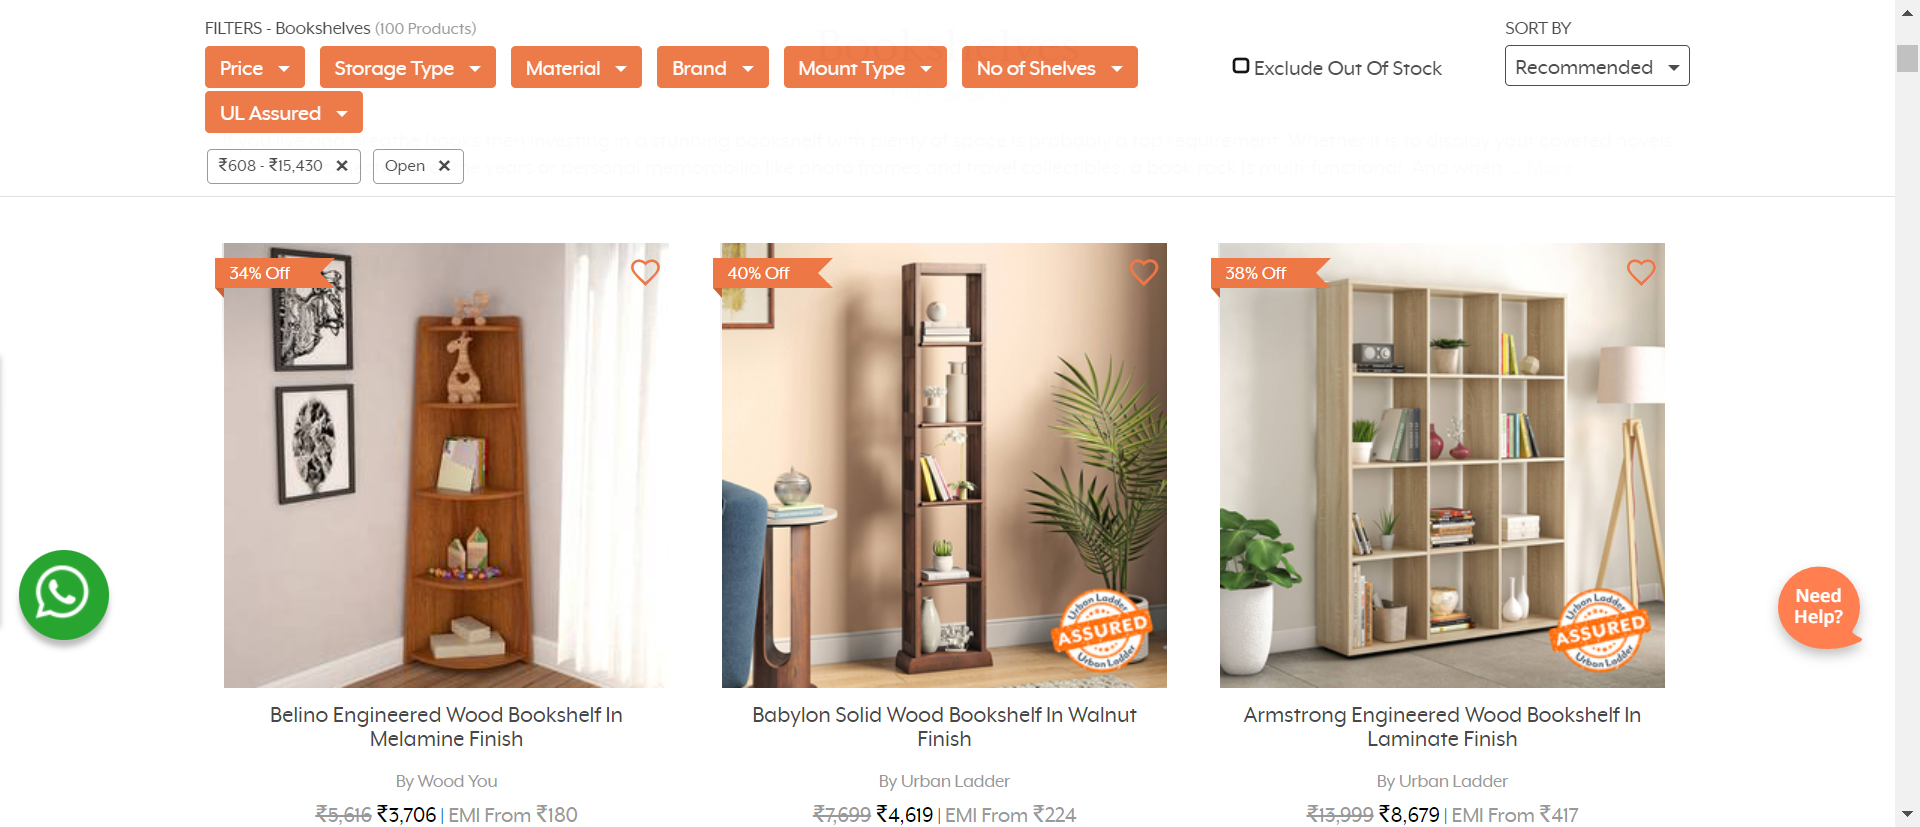 FILTERS - Bookshelves (100 Products)
SORT BY
Price
Storage Type
Material
Brand
Mount Type
No of Shelves
Exclude Out Of Stock
Recommended
UL Assured
₹608 - ₹15,430 ✕
Open ✕
34% Off
40% Off
38% Off
Urban Ladder
ASSURED
Urban Ladder
Urban Ladder
ASSURED
Urban Ladder
Need
Help?
Belino Engineered Wood Bookshelf In
Melamine Finish
By Wood You
₹5,616 ₹3,706 | EMI From ₹180
Babylon Solid Wood Bookshelf In Walnut
Finish
By Urban Ladder
₹7,699 ₹4,619 | EMI From ₹224
Armstrong Engineered Wood Bookshelf In
Laminate Finish
By Urban Ladder
₹13,999 ₹8,679 | EMI From ₹417